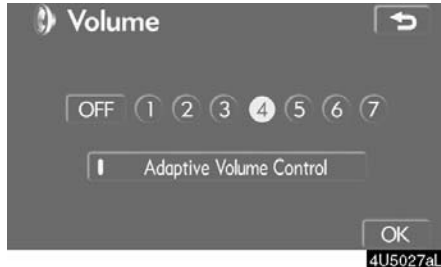 Volume
OFF 1 2 3 4 5 6 7
Adaptive Volume Control
OK
4U5027aL